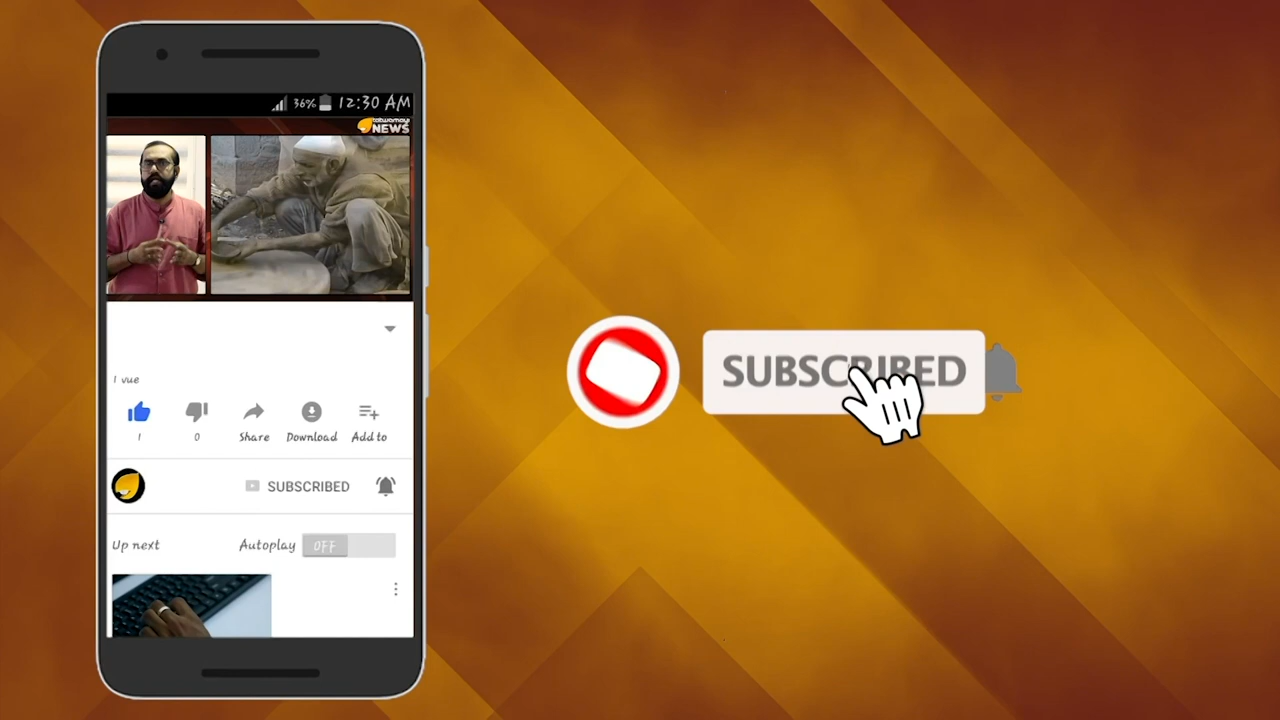 36% 12:30 AM
tatwamayi
NEWS
1 vue
1
0
Share
Download
Add to
SUBSCRIBED
Up next
Autoplay
OFF
SUBSCRIBED